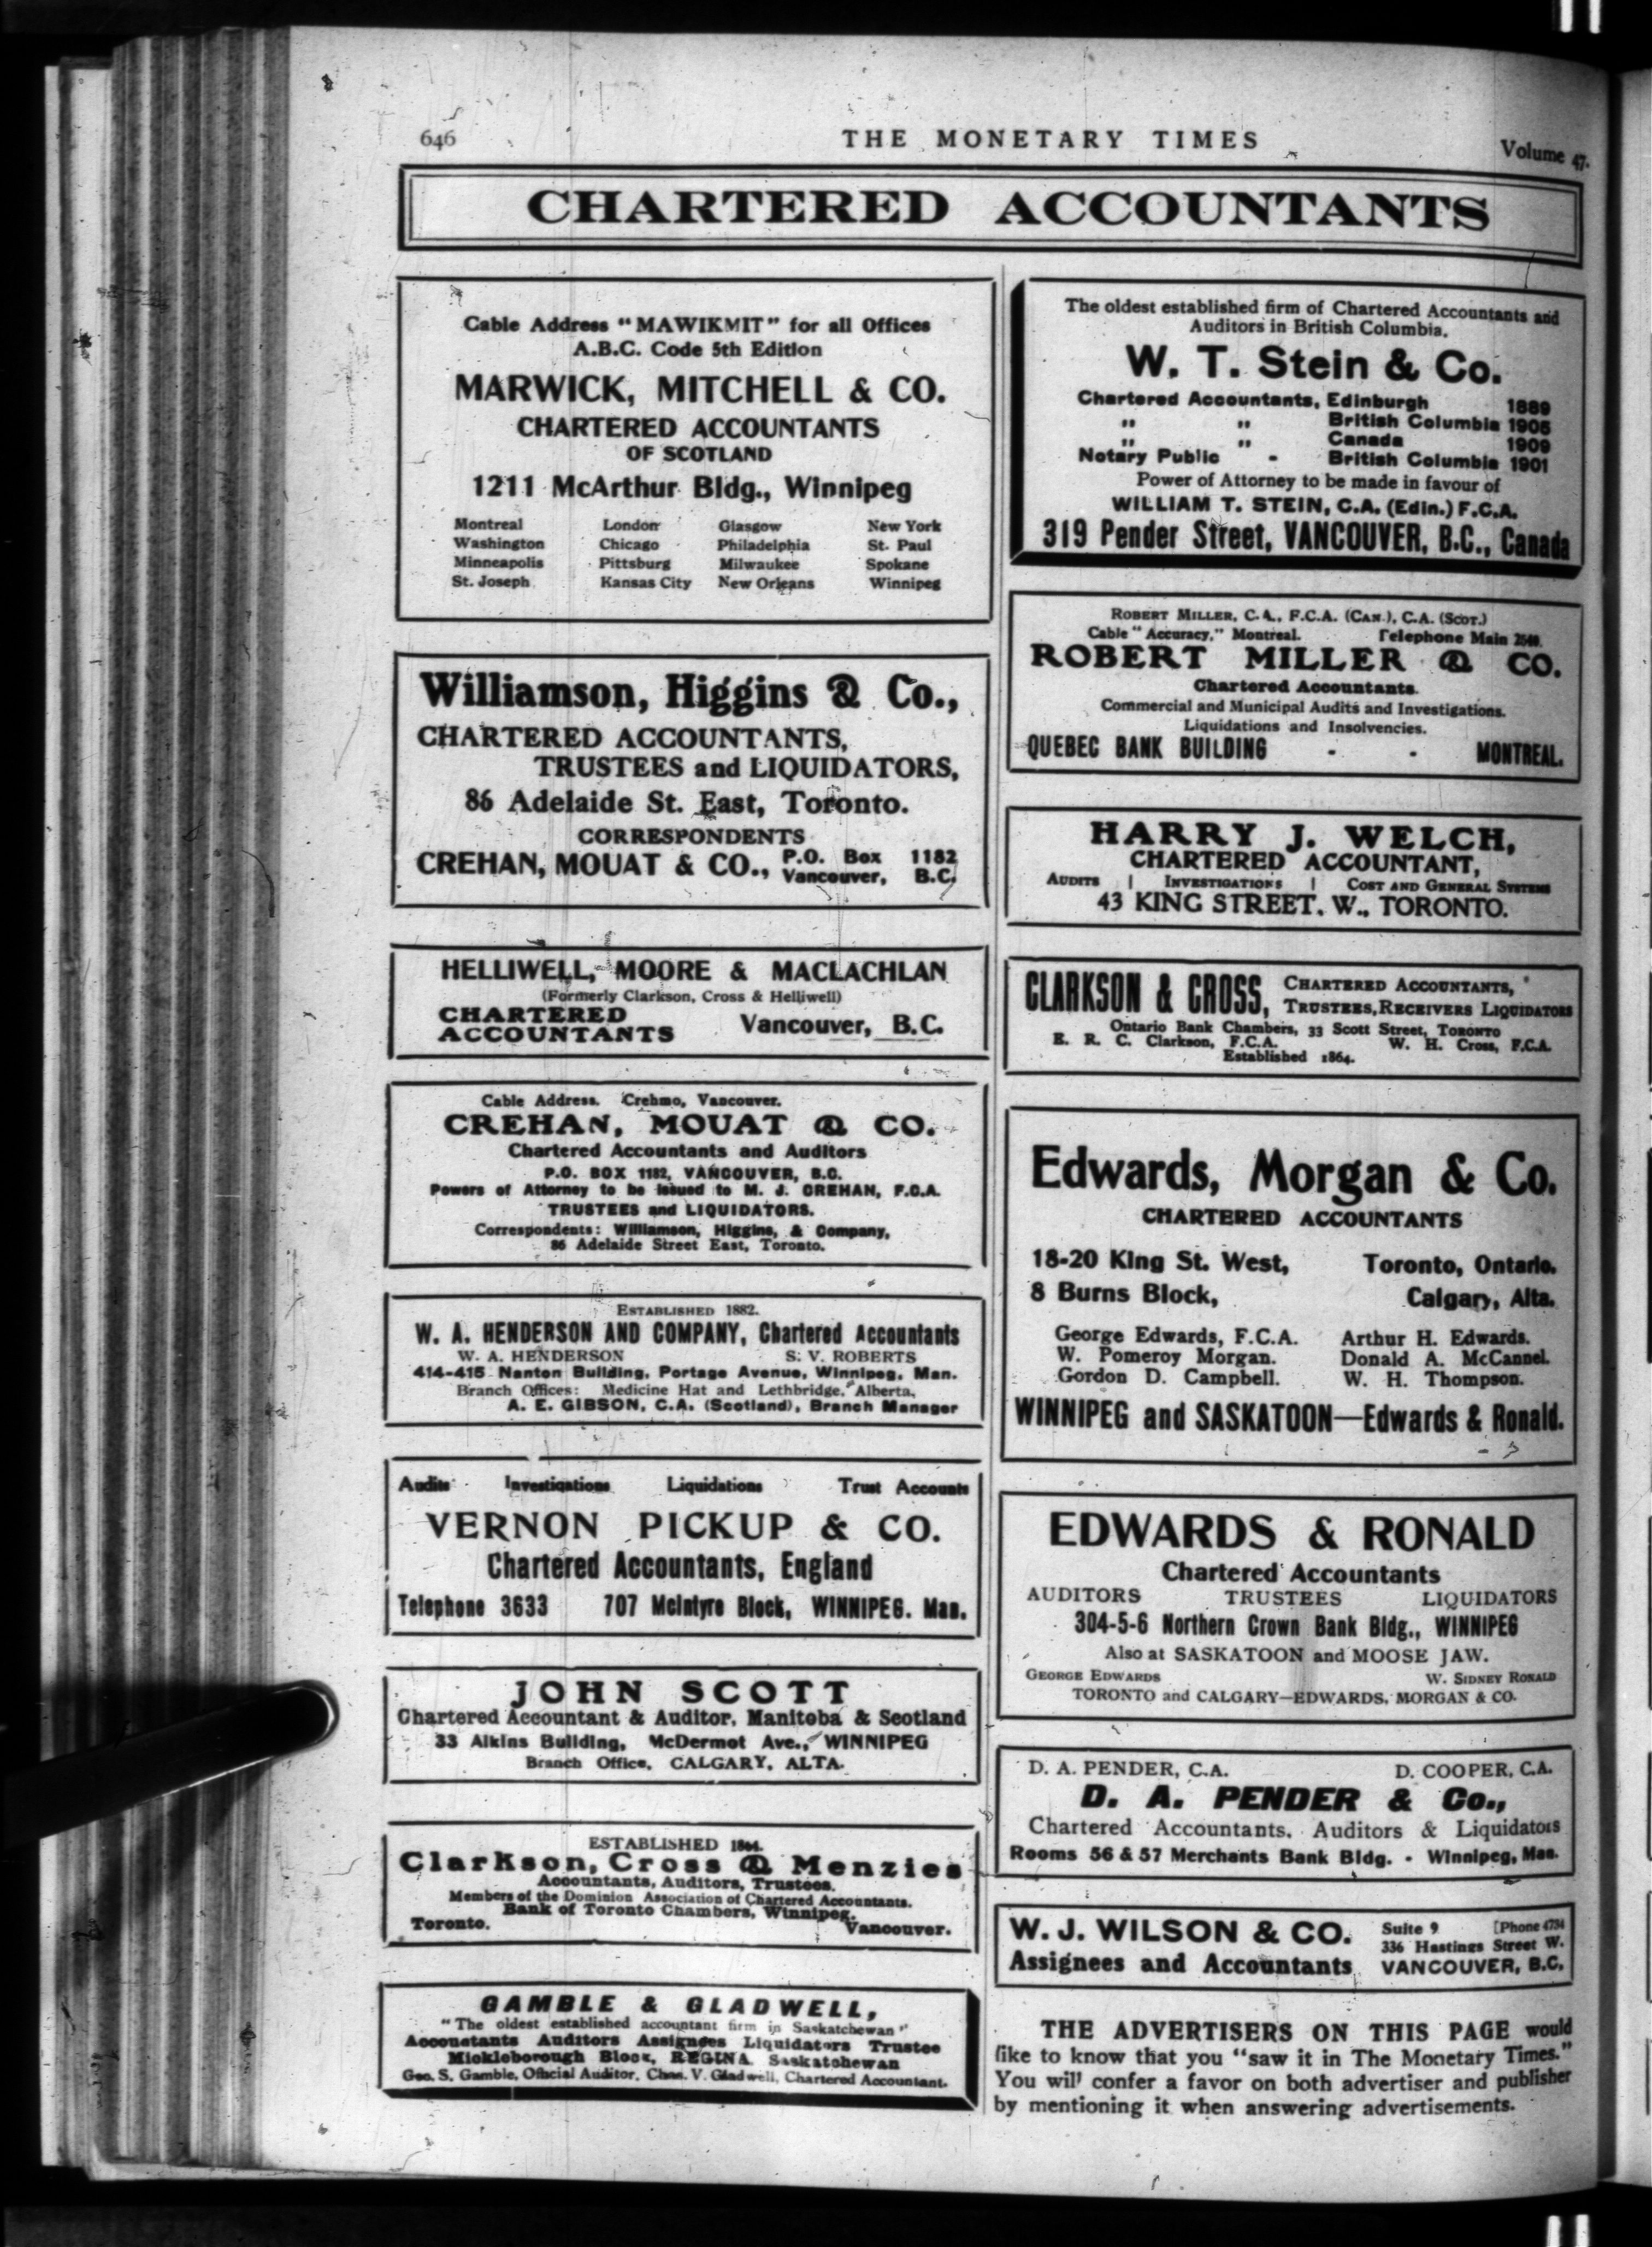 646
THE MONETARY TIMES
Volume 47.
CHARTERED ACCOUNTANTS
Cable Address "MAWIKMIT" for all Offices
A.B.C. Code 5th Edition
MARWICK, MITCHELL & CO.
CHARTERED ACCOUNTANTS
OF SCOTLAND
1211 McArthur Bldg., Winnipeg
Montreal London Glasgow New York
Washington Chicago Philadelphia St. Paul
Minneapolis Pittsburg Milwaukee Spokane
St. Joseph Kansas City New Orleans Winnipeg
Williamson, Higgins & Co.,
CHARTERED ACCOUNTANTS,
TRUSTEES and LIQUIDATORS,
86 Adelaide St. East, Toronto.
CORRESPONDENTS
CREHAN, MOUAT & CO., P.O. Box 1182
Vancouver, B.C.
HELLIWELL, MOORE & MACLACHLAN
(Formerly Clarkson, Cross & Helliwell)
CHARTERED
ACCOUNTANTS Vancouver, B.C.
Cable Address. Crehmo, Vancouver.
CREHAN, MOUAT & CO.
Chartered Accountants and Auditors
P.O. BOX 1182, VANCOUVER, B.C.
Powers of Attorney to be issued to M. J. CREHAN, F.C.A.
TRUSTEES and LIQUIDATORS.
Correspondents: Williamson, Higgins, & Company,
86 Adelaide Street East, Toronto.
ESTABLISHED 1882.
W. A. HENDERSON AND COMPANY, Chartered Accountants
W. A. HENDERSON S. V. ROBERTS
414-415 Nanton Building, Portage Avenue, Winnipeg, Man.
Branch Offices: Medicine Hat and Lethbridge, Alberta,
A. E. GIBSON, C.A. (Scotland), Branch Manager
Audits Investigations Liquidations Trust Accounts
VERNON PICKUP & CO.
Chartered Accountants, England
Telephone 3633 707 McIntyre Block, WINNIPEG. Man.
JOHN SCOTT
Chartered Accountant & Auditor, Manitoba & Scotland
33 Aikins Building, McDermot Ave., WINNIPEG
Branch Office, CALGARY, ALTA.
ESTABLISHED 1864.
Clarkson, Cross & Menzies
Accountants, Auditors, Trustees.
Members of the Dominion Association of Chartered Accountants.
Bank of Toronto Chambers, Winnipeg.
Toronto. Vancouver.
GAMBLE & GLADWELL,
"The oldest established accountant firm in Saskatchewan"
Accountants Auditors Assignees Liquidators Trustee
Mickleborough Block, REGINA Saskatchewan
Geo. S. Gamble, Official Auditor, Chas. V. Gladwell, Chartered Accountant.
The oldest established firm of Chartered Accountants and
Auditors in British Columbia.
W. T. Stein & Co.
Chartered Accountants, Edinburgh 1889
" " British Columbia 1905
" " Canada 1909
Notary Public - British Columbia 1901
Power of Attorney to be made in favour of
WILLIAM T. STEIN, C.A. (Edin.) F.C.A.
319 Pender Street, VANCOUVER, B.C., Canada
ROBERT MILLER, C.A., F.C.A. (CAN.), C.A. (SCOT.)
Cable "Accuracy," Montreal. Telephone Main 2540.
ROBERT MILLER & CO.
Chartered Accountants.
Commercial and Municipal Audits and Investigations.
Liquidations and Insolvencies.
QUEBEC BANK BUILDING - - MONTREAL.
HARRY J. WELCH,
CHARTERED ACCOUNTANT,
AUDITS | INVESTIGATIONS | COST AND GENERAL SYSTEMS
43 KING STREET. W., TORONTO.
CLARKSON & CROSS, CHARTERED ACCOUNTANTS,
TRUSTEES, RECEIVERS LIQUIDATORS
Ontario Bank Chambers, 33 Scott Street, TORONTO
E. R. C. Clarkson, F.C.A. W. H. Cross, F.C.A.
Established 1864.
Edwards, Morgan & Co.
CHARTERED ACCOUNTANTS
18-20 King St. West, Toronto, Ontario.
8 Burns Block, Calgary, Alta.
George Edwards, F.C.A. Arthur H. Edwards.
W. Pomeroy Morgan. Donald A. McCannel.
Gordon D. Campbell. W. H. Thompson.
WINNIPEG and SASKATOON—Edwards & Ronald.
EDWARDS & RONALD
Chartered Accountants
AUDITORS TRUSTEES LIQUIDATORS
304-5-6 Northern Crown Bank Bldg., WINNIPEG
Also at SASKATOON and MOOSE JAW.
GEORGE EDWARDS W. SIDNEY RONALD
TORONTO and CALGARY—EDWARDS, MORGAN & CO.
D. A. PENDER, C.A. D. COOPER, C.A.
D. A. PENDER & Co.,
Chartered Accountants. Auditors & Liquidators
Rooms 56 & 57 Merchants Bank Bldg. - Winnipeg, Man.
W. J. WILSON & CO. Suite 9 [Phone 4734
336 Hastings Street W.
Assignees and Accountants VANCOUVER, B.C.
THE ADVERTISERS ON THIS PAGE would
like to know that you "saw it in The Monetary Times."
You will confer a favor on both advertiser and publisher
by mentioning it when answering advertisements.